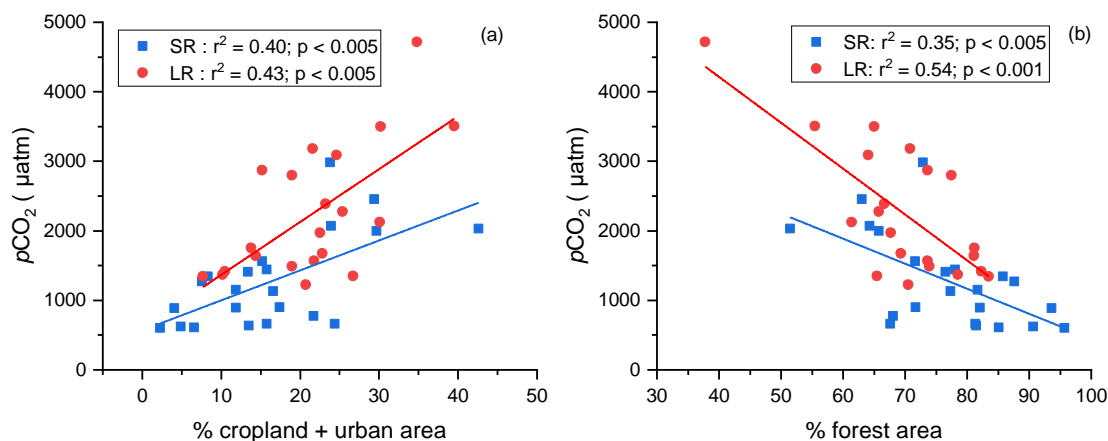 (a)
SR : r² = 0.40; p < 0.005
LR : r² = 0.43; p < 0.005
pCO₂ ( µatm)
5000
4000
3000
2000
1000
0
0 10 20 30 40 50
% cropland + urban area
(b)
SR: r² = 0.35; p < 0.005
LR: r² = 0.54; p < 0.001
pCO₂ ( µatm)
5000
4000
3000
2000
1000
0
30 40 50 60 70 80 90 100
% forest area